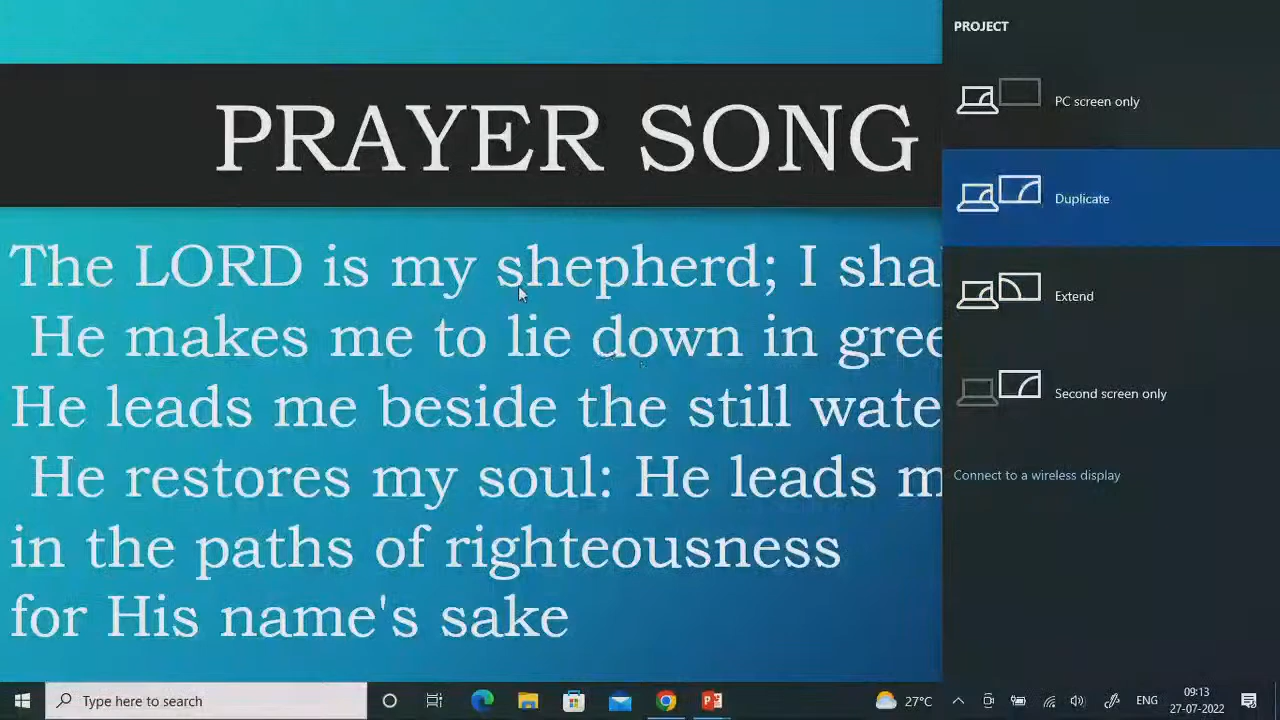 PROJECT
PC screen only
PRAYER SONG
Duplicate
The LORD is my shepherd; I sha
He makes me to lie down in gree
Extend
He leads me beside the still wate
Second screen only
He restores my soul: He leads m
Connect to a wireless display
in the paths of righteousness
for His name's sake
Type here to search
27°C
ENG
09:13
27-07-2022